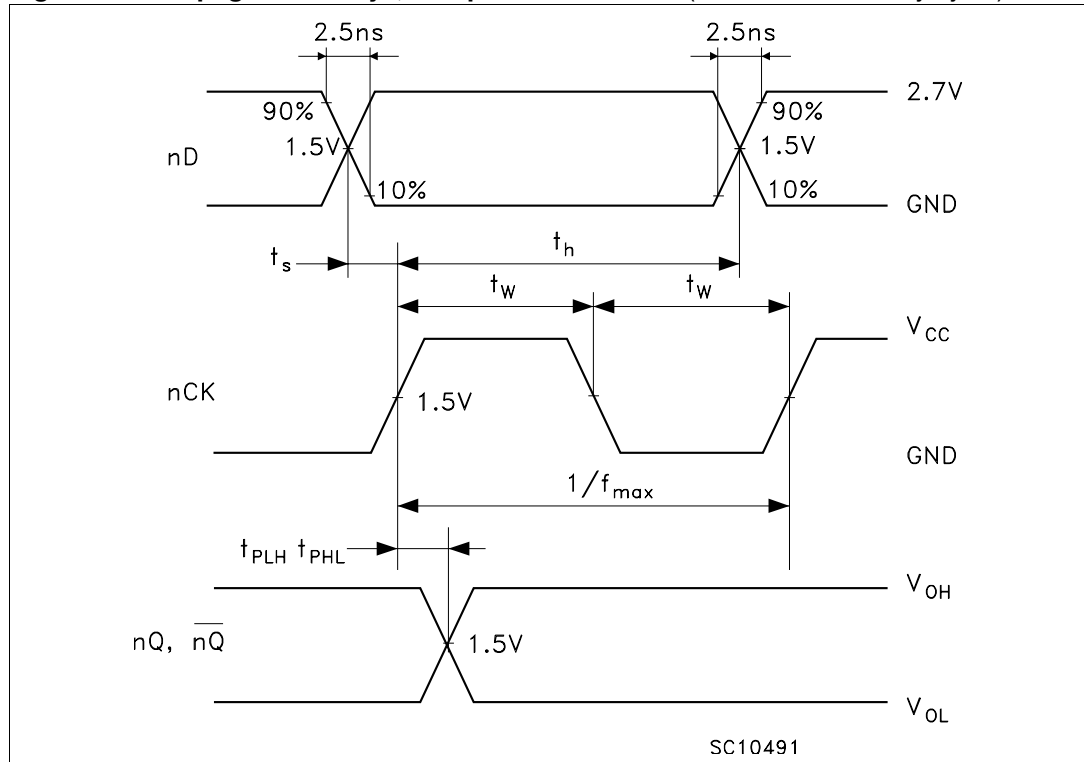 2.5ns 2.5ns
2.7V
90% 90%
1.5V 1.5V
nD
10% 10%
GND
ts th
tW tW
VCC
nCK 1.5V
GND
1/fmax
tPLH tPHL
VOH
nQ, n̅Q̅ 1.5V
VOL
SC10491